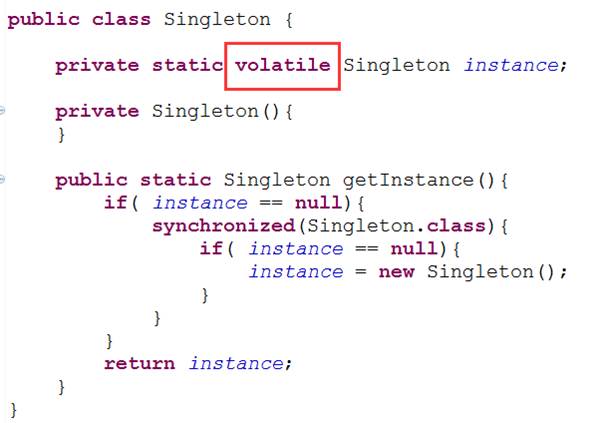 public class Singleton {
private static volatile Singleton instance;
private Singleton(){
}
public static Singleton getInstance(){
if( instance == null){
synchronized(Singleton.class){
if( instance == null){
instance = new Singleton();
}
}
}
return instance;
}
}